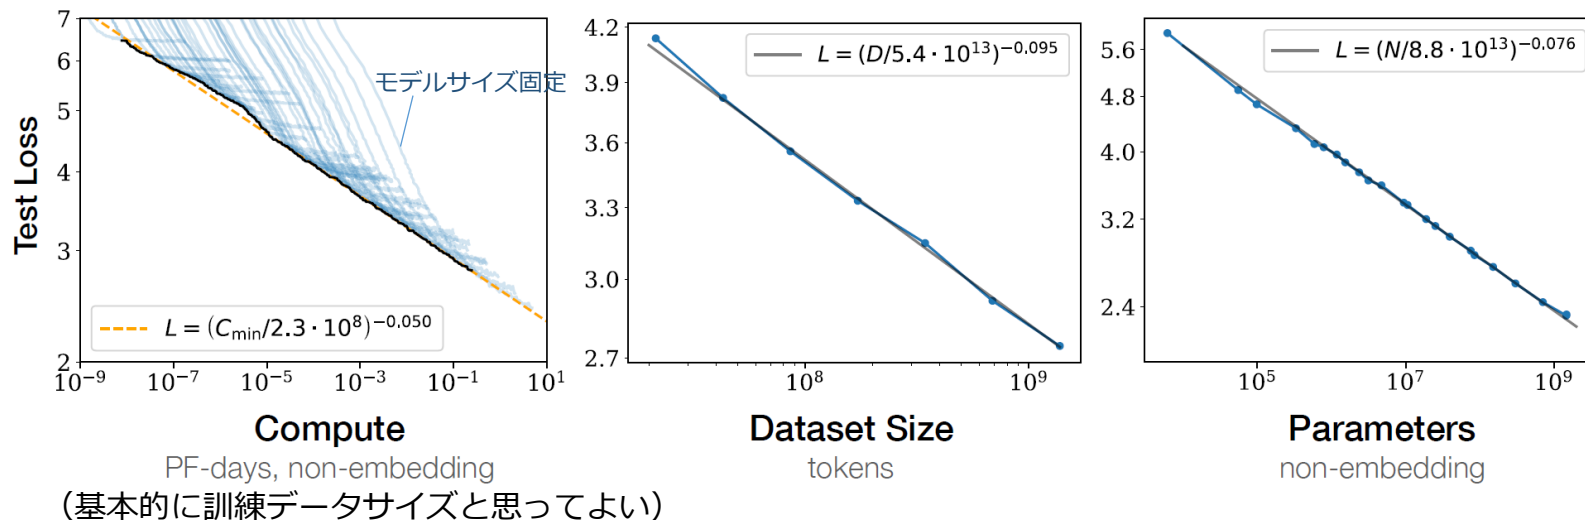 Test Loss
7
6
5
4
3
2
モデルサイズ固定
L = (C_min/2.3 · 10^8)^−0.050
10^−9 10^−7 10^−5 10^−3 10^−1 10^1
Compute
PF-days, non-embedding
（基本的に訓練データサイズと思ってよい）
4.2
3.9
3.6
3.3
3.0
2.7
L = (D/5.4 · 10^13)^−0.095
10^8 10^9
Dataset Size
tokens
5.6
4.8
4.0
3.2
2.4
L = (N/8.8 · 10^13)^−0.076
10^5 10^7 10^9
Parameters
non-embedding